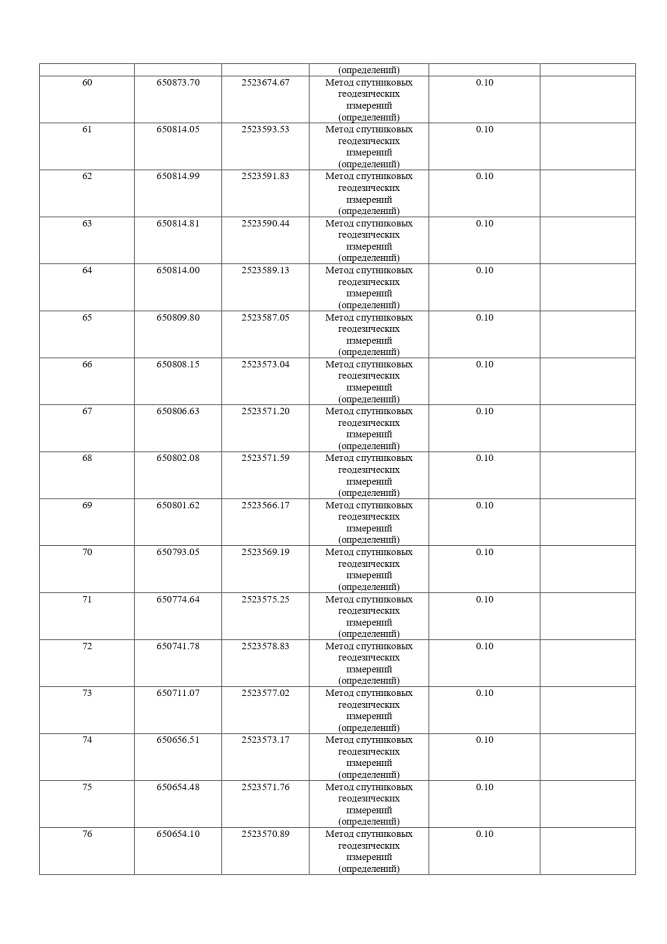 (определений)
60 650873.70 2523674.67 Метод спутниковых 0.10
геодезических
измерений
(определений)
61 650814.05 2523593.53 Метод спутниковых 0.10
геодезических
измерений
(определений)
62 650814.99 2523591.83 Метод спутниковых 0.10
геодезических
измерений
(определений)
63 650814.81 2523590.44 Метод спутниковых 0.10
геодезических
измерений
(определений)
64 650814.00 2523589.13 Метод спутниковых 0.10
геодезических
измерений
(определений)
65 650809.80 2523587.05 Метод спутниковых 0.10
геодезических
измерений
(определений)
66 650808.15 2523573.04 Метод спутниковых 0.10
геодезических
измерений
(определений)
67 650806.63 2523571.20 Метод спутниковых 0.10
геодезических
измерений
(определений)
68 650802.08 2523571.59 Метод спутниковых 0.10
геодезических
измерений
(определений)
69 650801.62 2523566.17 Метод спутниковых 0.10
геодезических
измерений
(определений)
70 650793.05 2523569.19 Метод спутниковых 0.10
геодезических
измерений
(определений)
71 650774.64 2523575.25 Метод спутниковых 0.10
геодезических
измерений
(определений)
72 650741.78 2523578.83 Метод спутниковых 0.10
геодезических
измерений
(определений)
73 650711.07 2523577.02 Метод спутниковых 0.10
геодезических
измерений
(определений)
74 650656.51 2523573.17 Метод спутниковых 0.10
геодезических
измерений
(определений)
75 650654.48 2523571.76 Метод спутниковых 0.10
геодезических
измерений
(определений)
76 650654.10 2523570.89 Метод спутниковых 0.10
геодезических
измерений
(определений)